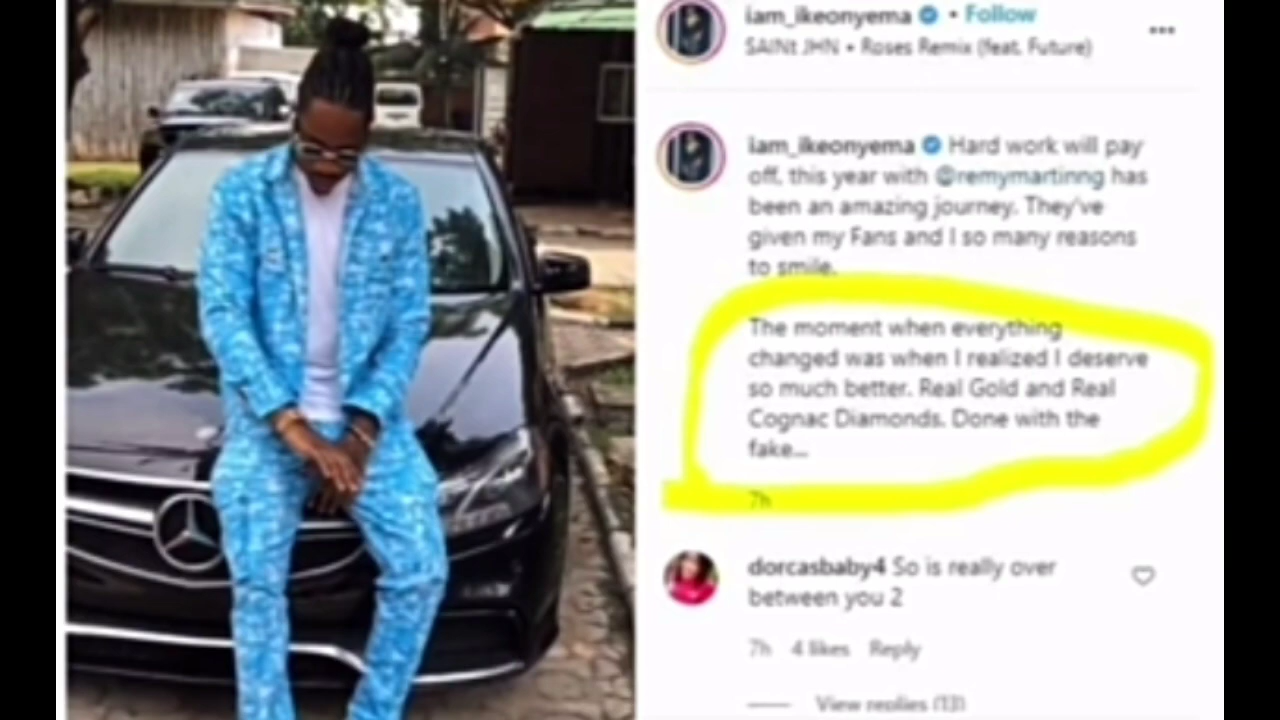 iam_ikeonyema • Follow
SAINt JHN • Roses Remix (feat. Future)
iam_ikeonyema Hard work will pay
off, this year with @remymartinng has
been an amazing journey. They've
given my Fans and I so many reasons
to smile.
The moment when everything
changed was when I realized I deserve
so much better. Real Gold and Real
Cognac Diamonds. Done with the
fake...
7h
dorcasbaby4 So is really over
between you 2
7h 4 likes Reply
View replies (13)